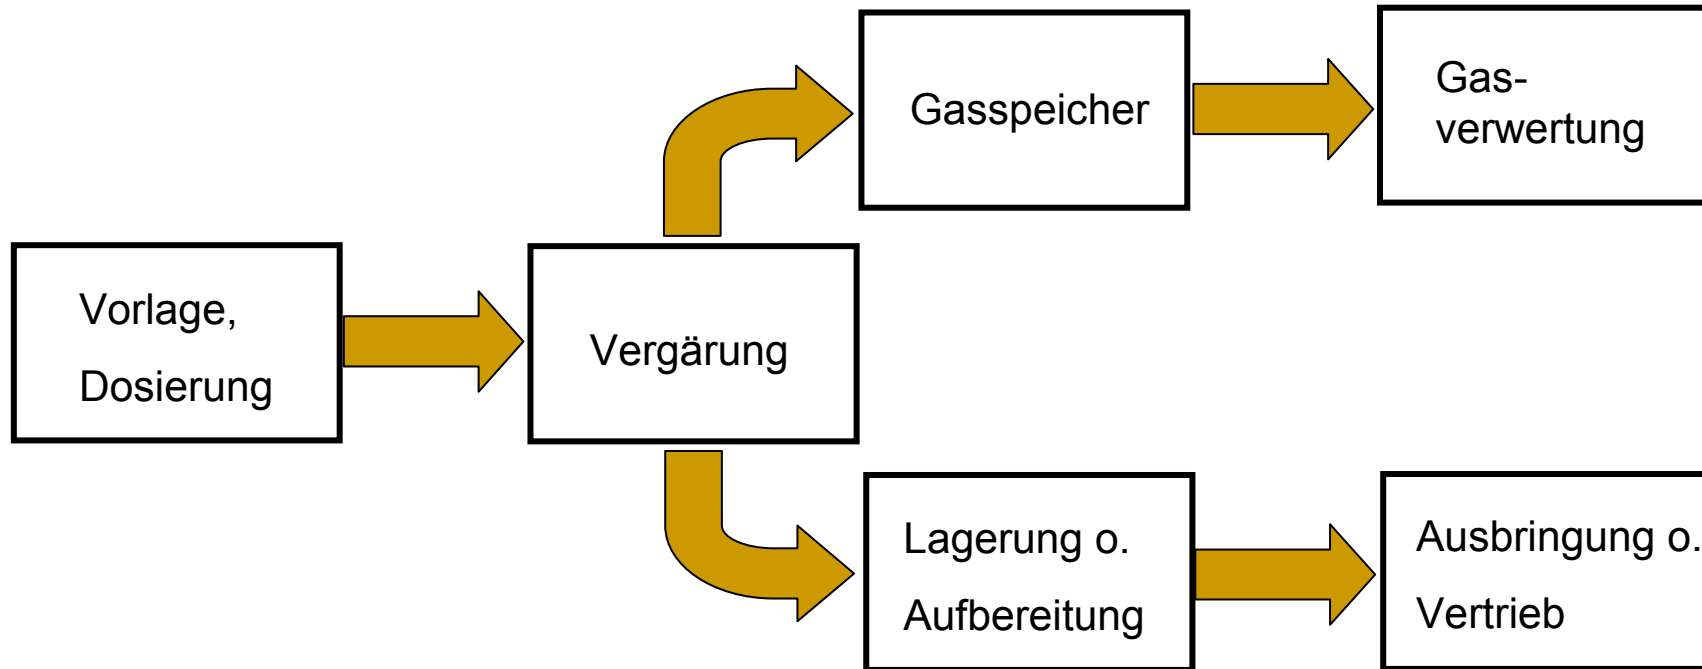 Gasspeicher
Gas-
verwertung
Vorlage,
Dosierung
Vergärung
Lagerung o.
Aufbereitung
Ausbringung o.
Vertrieb